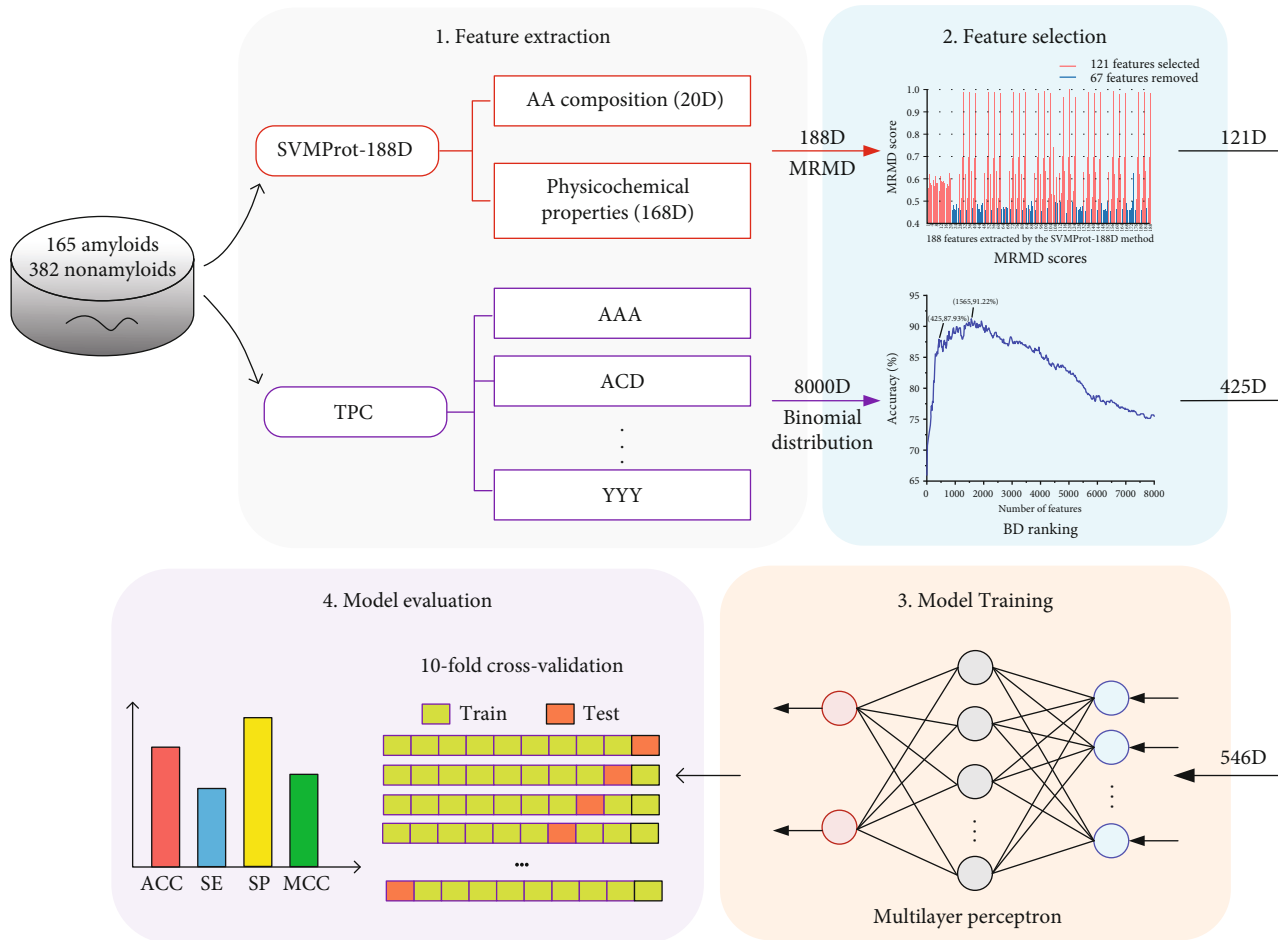 1. Feature extraction
SVMProt-188D
AA composition (20D)
Physicochemical
properties (168D)
165 amyloids
382 nonamyloids
TPC
AAA
ACD
YYY
188D
MRMD
8000D
Binomial
distribution
2. Feature selection
121 features selected
67 features removed
MRMD score
1.0
0.9
0.8
0.7
0.6
0.5
0.4
188 features extracted by the SVMProt-188D method
MRMD scores
Accuracy (%)
95
90
85
80
75
70
65
(425,87.93%)
(1565,91.22%)
0 1000 2000 3000 4000 5000 6000 7000 8000
Number of features
BD ranking
121D
425D
546D
3. Model Training
Multilayer perceptron
4. Model evaluation
10-fold cross-validation
Train
Test
...
ACC SE SP MCC